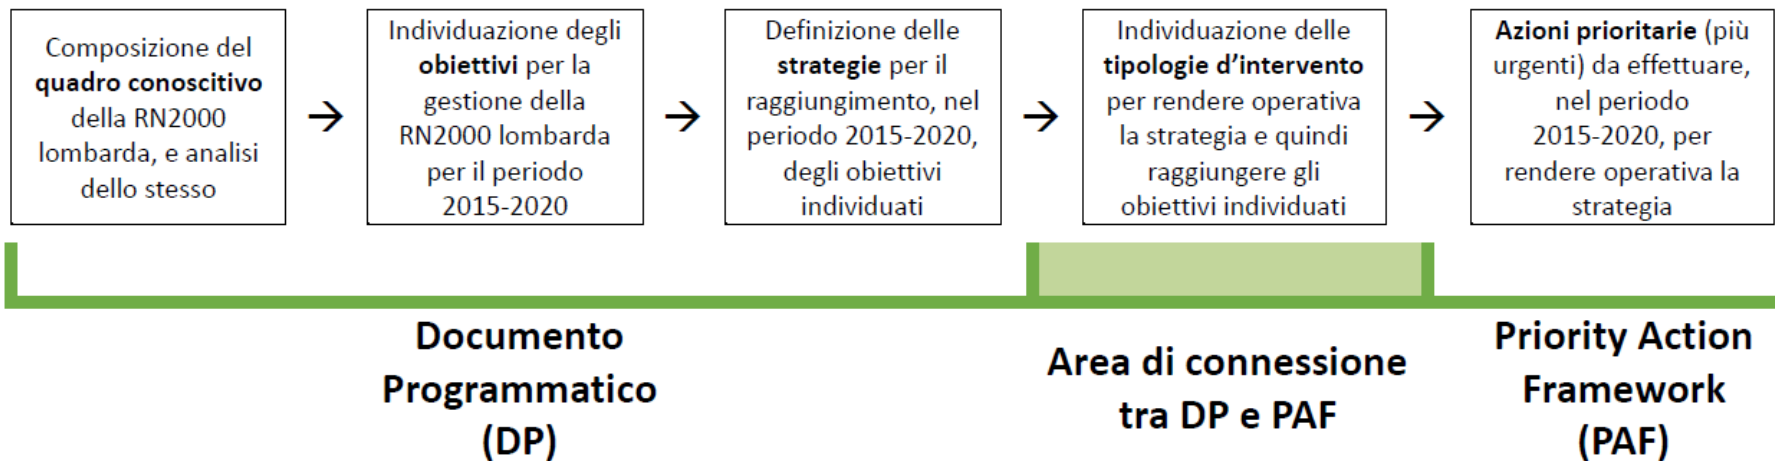 Composizione del
quadro conoscitivo
della RN2000
lombarda, e analisi
dello stesso
→
Individuazione degli
obiettivi per la
gestione della
RN2000 lombarda
per il periodo
2015-2020
→
Definizione delle
strategie per il
raggiungimento, nel
periodo 2015-2020,
degli obiettivi
individuati
→
Individuazione delle
tipologie d'intervento
per rendere operativa
la strategia e quindi
raggiungere gli
obiettivi individuati
→
Azioni prioritarie (più
urgenti) da effettuare,
nel periodo
2015-2020, per
rendere operativa la
strategia
Documento
Programmatico
(DP)
Area di connessione
tra DP e PAF
Priority Action
Framework
(PAF)